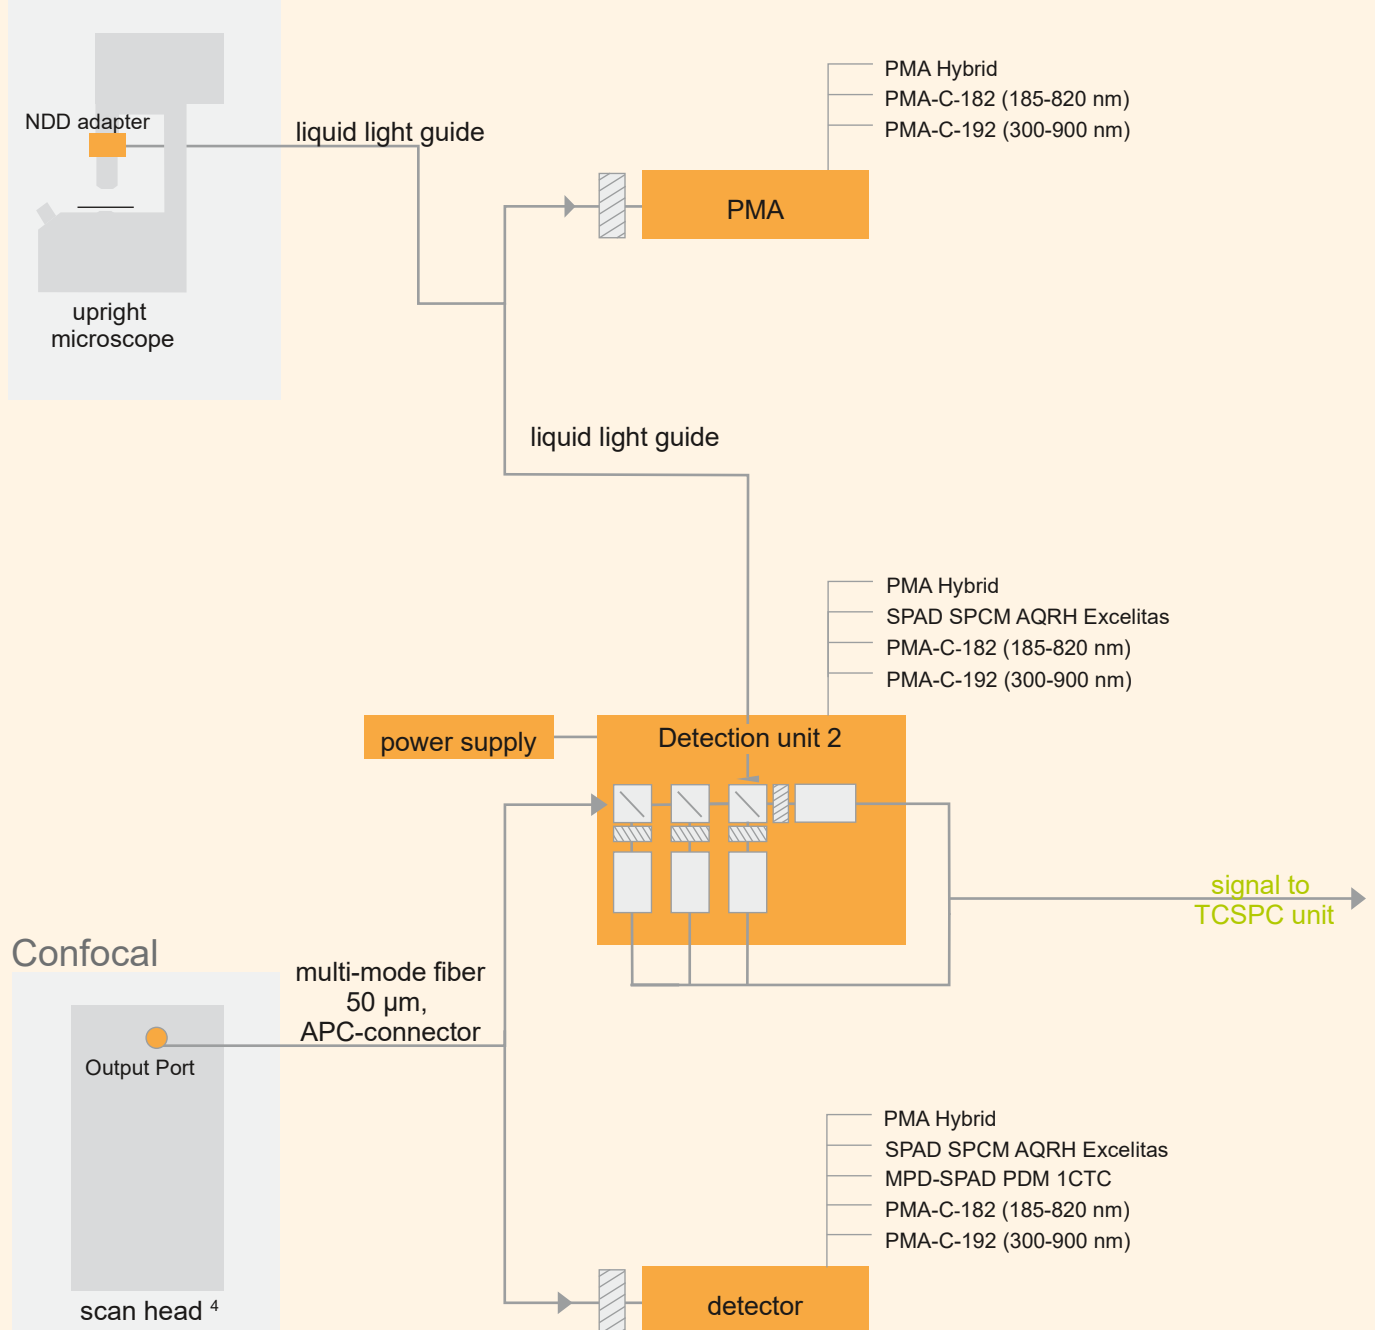 NDD adapter
liquid light guide
upright
microscope
PMA Hybrid
PMA-C-182 (185-820 nm)
PMA-C-192 (300-900 nm)
PMA
liquid light guide
PMA Hybrid
SPAD SPCM AQRH Excelitas
PMA-C-182 (185-820 nm)
PMA-C-192 (300-900 nm)
power supply
Detection unit 2
signal to
TCSPC unit
Confocal
multi-mode fiber
50 µm,
APC-connector
Output Port
scan head ⁴
PMA Hybrid
SPAD SPCM AQRH Excelitas
MPD-SPAD PDM 1CTC
PMA-C-182 (185-820 nm)
PMA-C-192 (300-900 nm)
detector